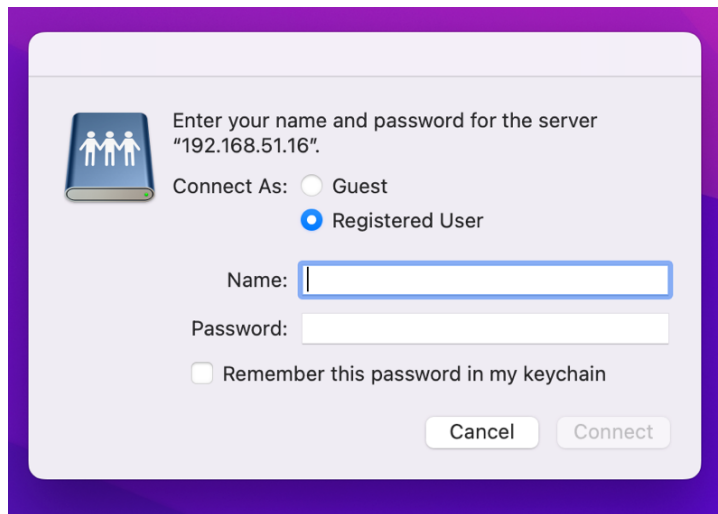 Enter your name and password for the server
“192.168.51.16”.
Connect As: Guest
Registered User
Name:
Password:
Remember this password in my keychain
Cancel Connect